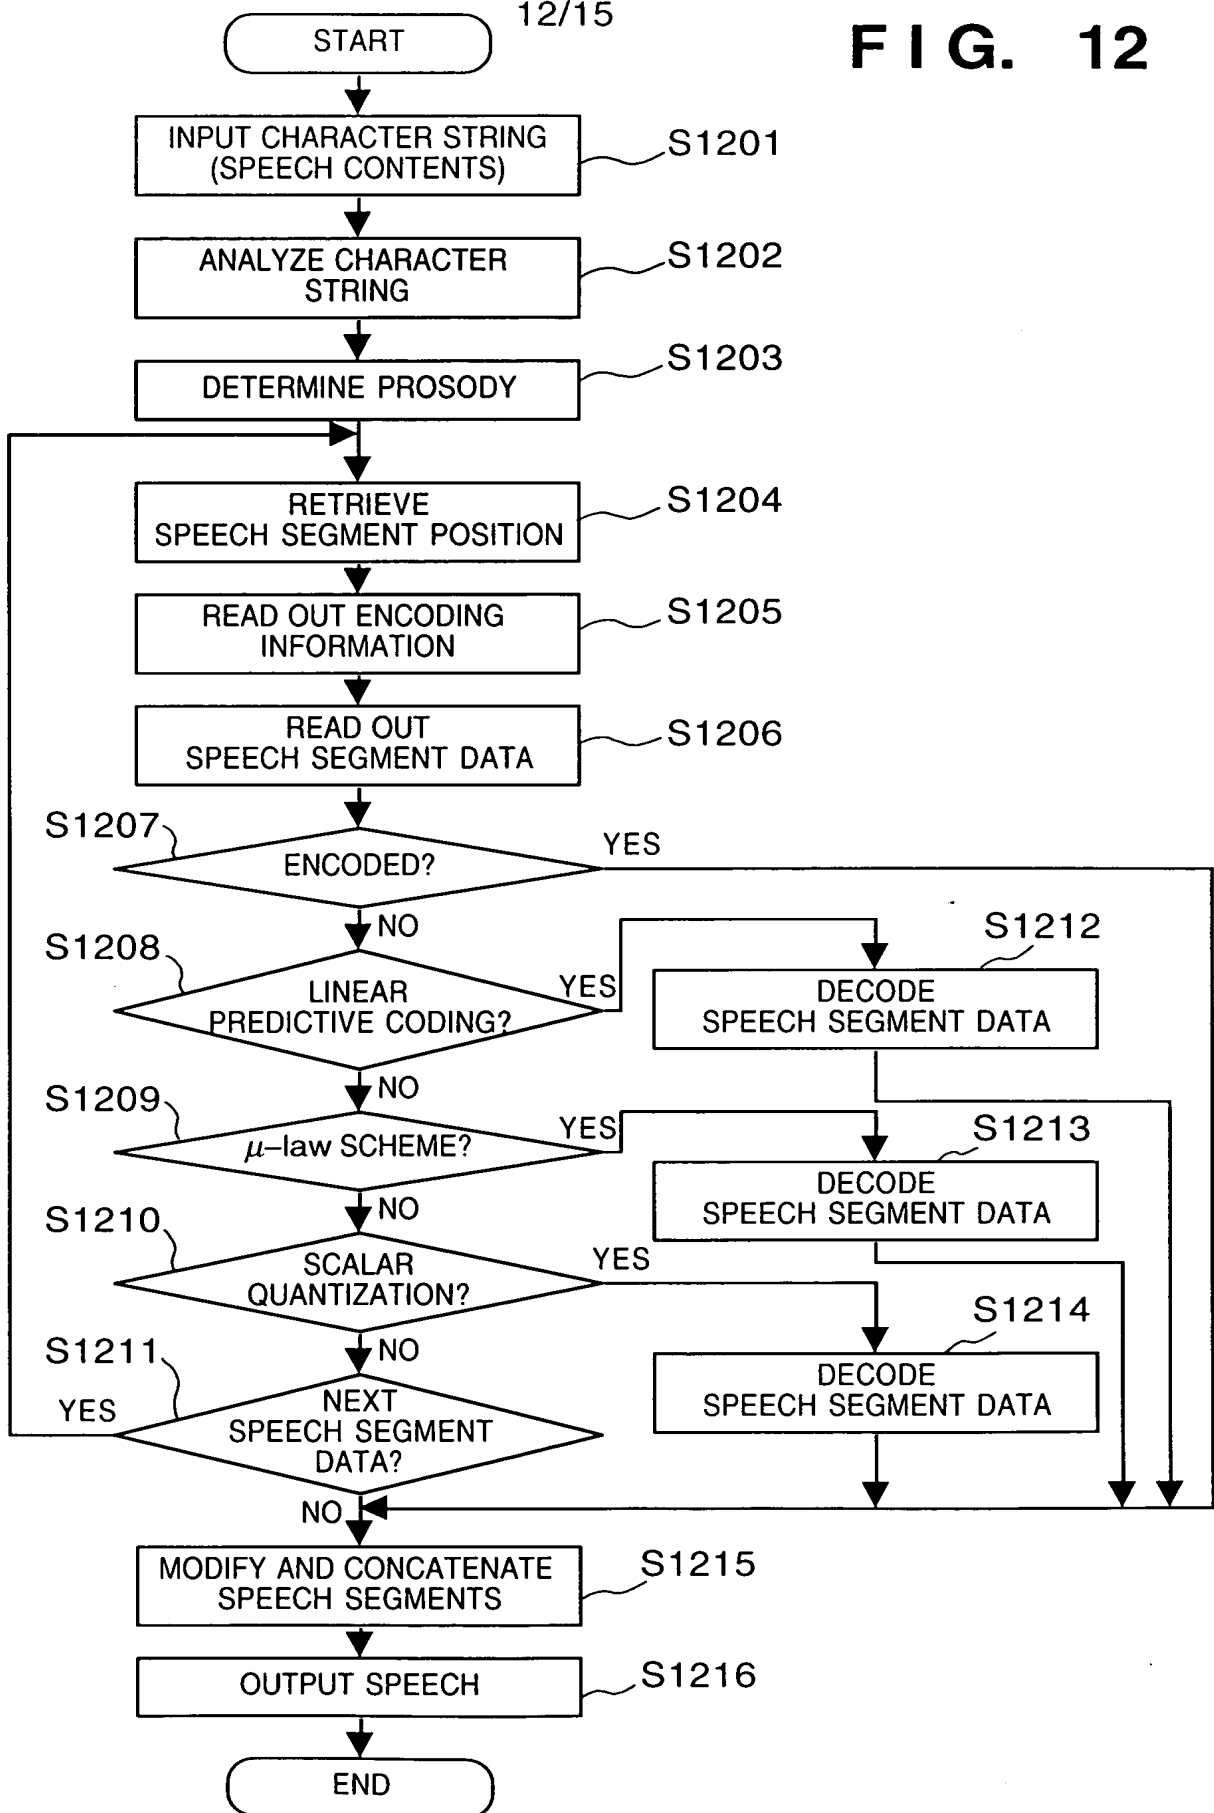 12/15
FIG. 12
START
INPUT CHARACTER STRING
(SPEECH CONTENTS)
S1201
ANALYZE CHARACTER
STRING
S1202
DETERMINE PROSODY
S1203
RETRIEVE
SPEECH SEGMENT POSITION
S1204
READ OUT ENCODING
INFORMATION
S1205
READ OUT
SPEECH SEGMENT DATA
S1206
S1207
ENCODED?
YES
NO
S1208
LINEAR
PREDICTIVE CODING?
YES
S1212
DECODE
SPEECH SEGMENT DATA
NO
S1209
μ-law SCHEME?
YES
S1213
DECODE
SPEECH SEGMENT DATA
NO
S1210
SCALAR
QUANTIZATION?
YES
S1214
DECODE
SPEECH SEGMENT DATA
NO
S1211
YES
NEXT
SPEECH SEGMENT
DATA?
NO
MODIFY AND CONCATENATE
SPEECH SEGMENTS
S1215
OUTPUT SPEECH
S1216
END